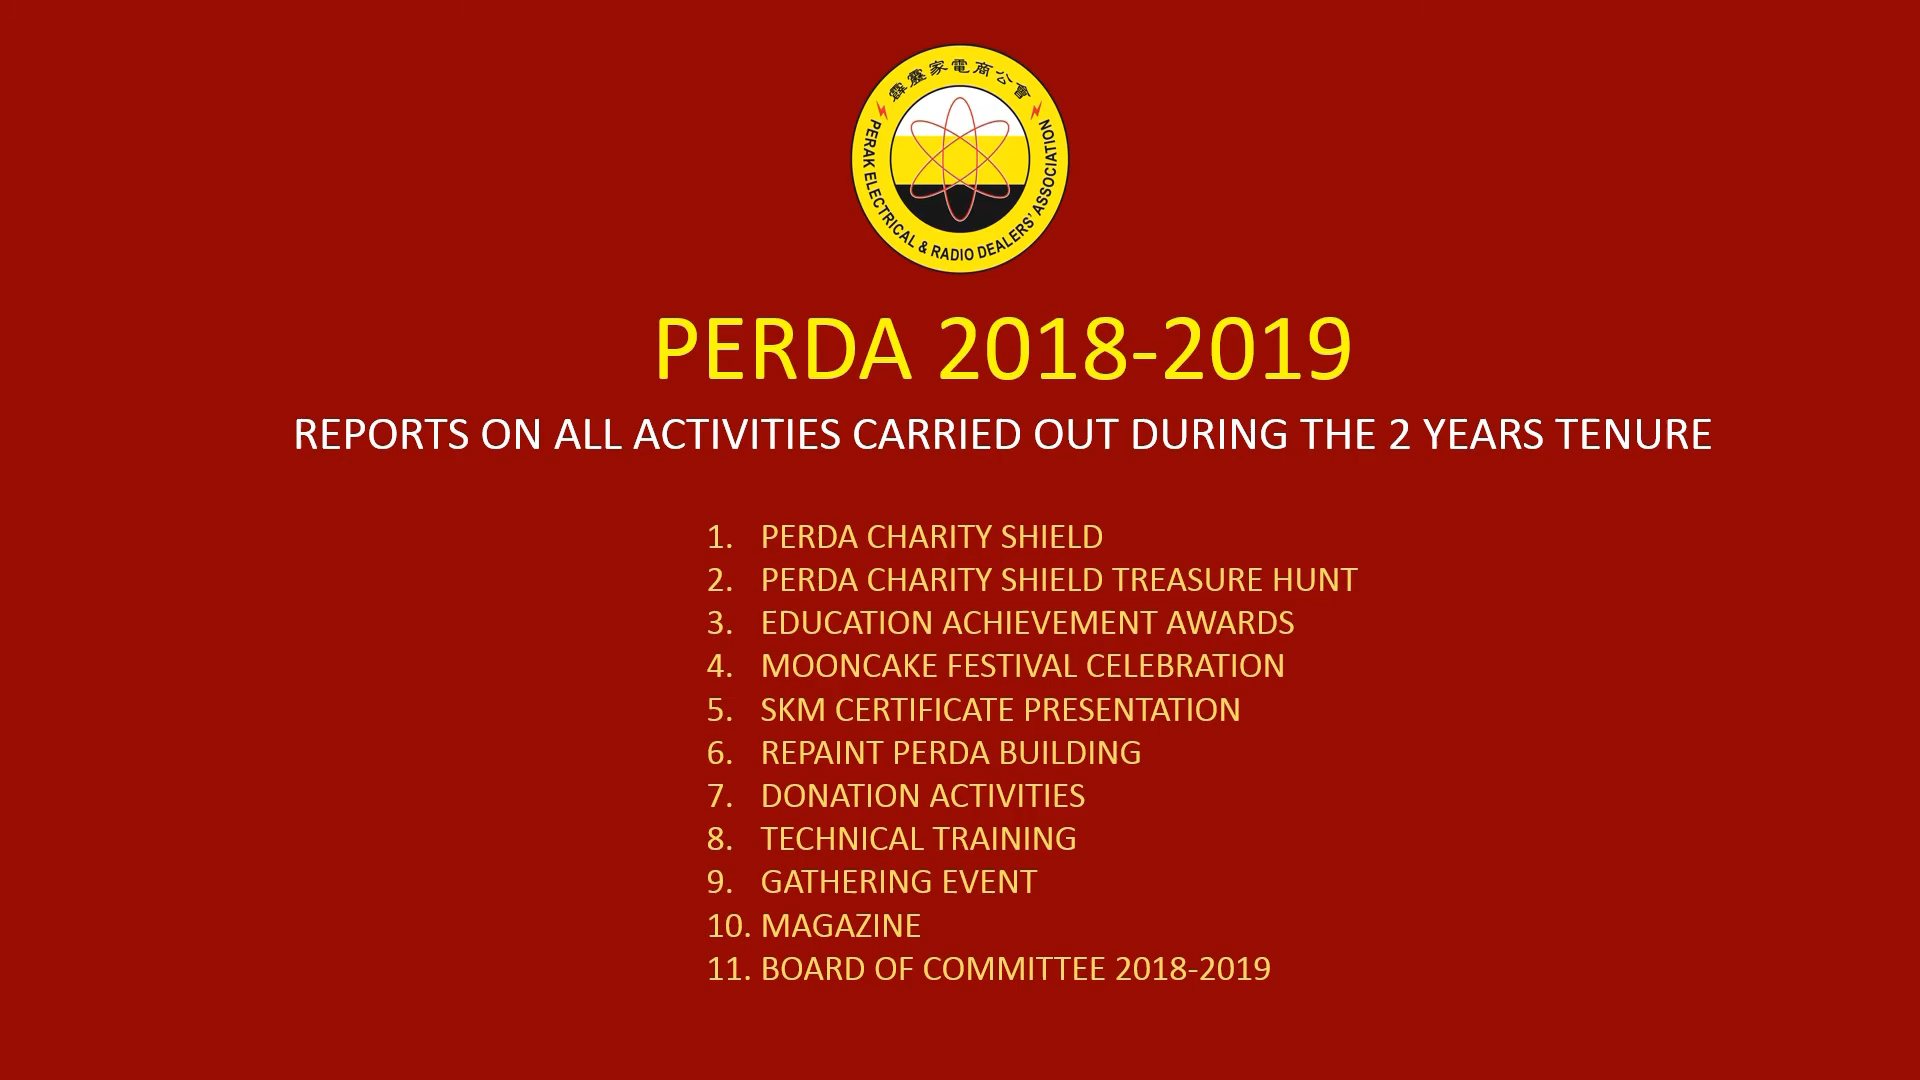 霹靂家電商公會
PERAK ELECTRICAL & RADIO DEALERS' ASSOCIATION
PERDA 2018-2019
REPORTS ON ALL ACTIVITIES CARRIED OUT DURING THE 2 YEARS TENURE
1. PERDA CHARITY SHIELD
2. PERDA CHARITY SHIELD TREASURE HUNT
3. EDUCATION ACHIEVEMENT AWARDS
4. MOONCAKE FESTIVAL CELEBRATION
5. SKM CERTIFICATE PRESENTATION
6. REPAINT PERDA BUILDING
7. DONATION ACTIVITIES
8. TECHNICAL TRAINING
9. GATHERING EVENT
10. MAGAZINE
11. BOARD OF COMMITTEE 2018-2019